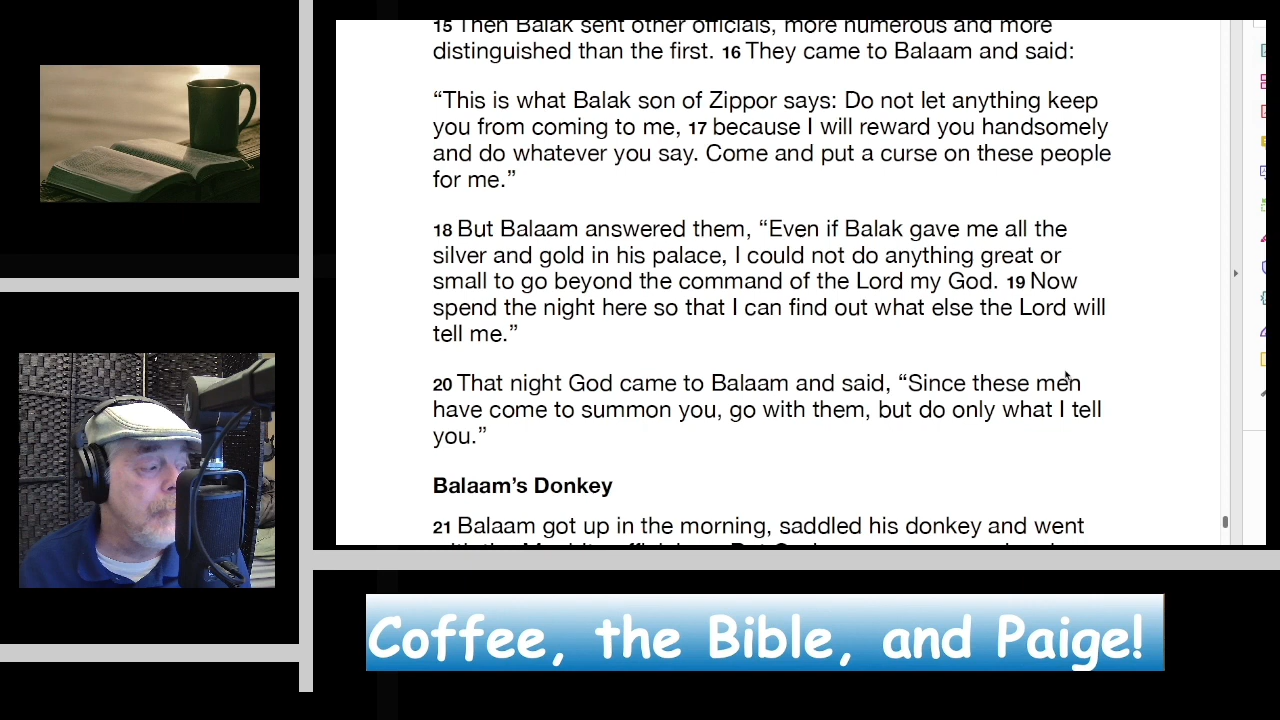 15 Then Balak sent other officials, more numerous and more
distinguished than the first. 16 They came to Balaam and said:
“This is what Balak son of Zippor says: Do not let anything keep
you from coming to me, 17 because I will reward you handsomely
and do whatever you say. Come and put a curse on these people
for me.”
18 But Balaam answered them, “Even if Balak gave me all the
silver and gold in his palace, I could not do anything great or
small to go beyond the command of the Lord my God. 19 Now
spend the night here so that I can find out what else the Lord will
tell me.”
20 That night God came to Balaam and said, “Since these men
have come to summon you, go with them, but do only what I tell
you.”
Balaam’s Donkey
21 Balaam got up in the morning, saddled his donkey and went
Coffee, the Bible, and Paige!